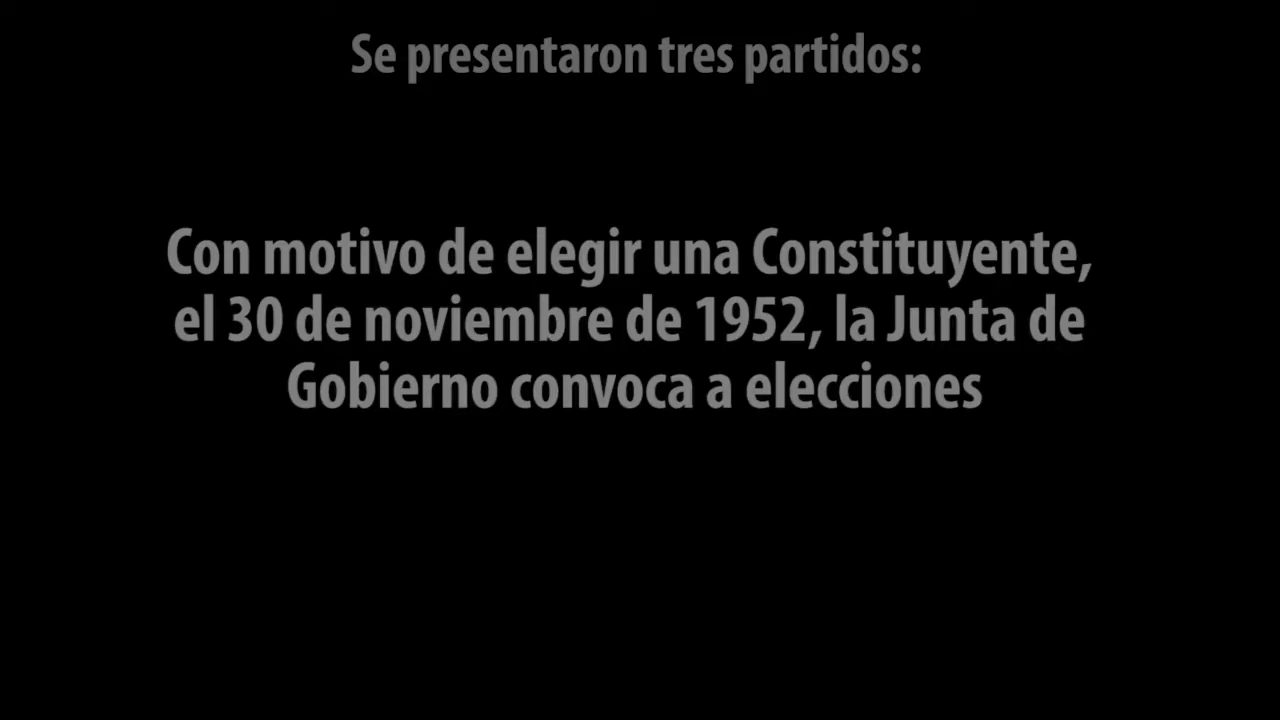 Se presentaron tres partidos:
Con motivo de elegir una Constituyente,
el 30 de noviembre de 1952, la Junta de
Gobierno convoca a elecciones